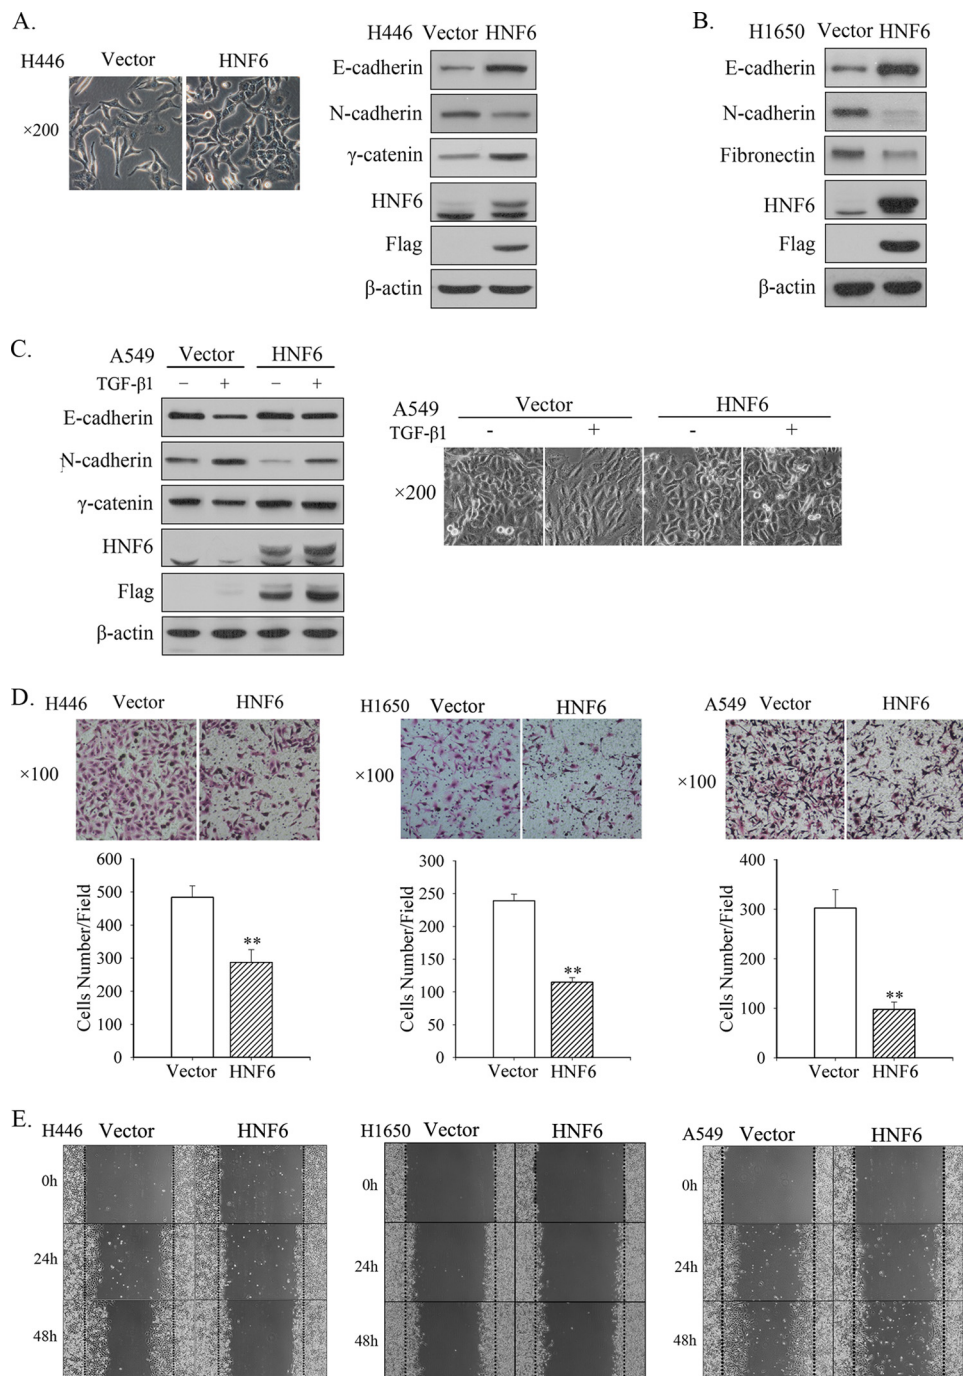 A.
H446 Vector HNF6
×200
H446 Vector HNF6
E-cadherin
N-cadherin
γ-catenin
HNF6
Flag
β-actin
B.
H1650 Vector HNF6
E-cadherin
N-cadherin
Fibronectin
HNF6
Flag
β-actin
C.
A549 Vector HNF6
TGF-β1 − + − +
E-cadherin
N-cadherin
γ-catenin
HNF6
Flag
β-actin
A549 Vector HNF6
TGF-β1 - + - +
×200
D.
H446 Vector HNF6
×100
Cells Number/Field
600
500
400
300
200
100
0
**
Vector HNF6
H1650 Vector HNF6
×100
Cells Number/Field
300
250
200
150
100
50
0
**
Vector HNF6
A549 Vector HNF6
×100
Cells Number/Field
400
300
200
100
0
**
Vector HNF6
E.
H446 Vector HNF6
0h
24h
48h
H1650 Vector HNF6
0h
24h
48h
A549 Vector HNF6
0h
24h
48h